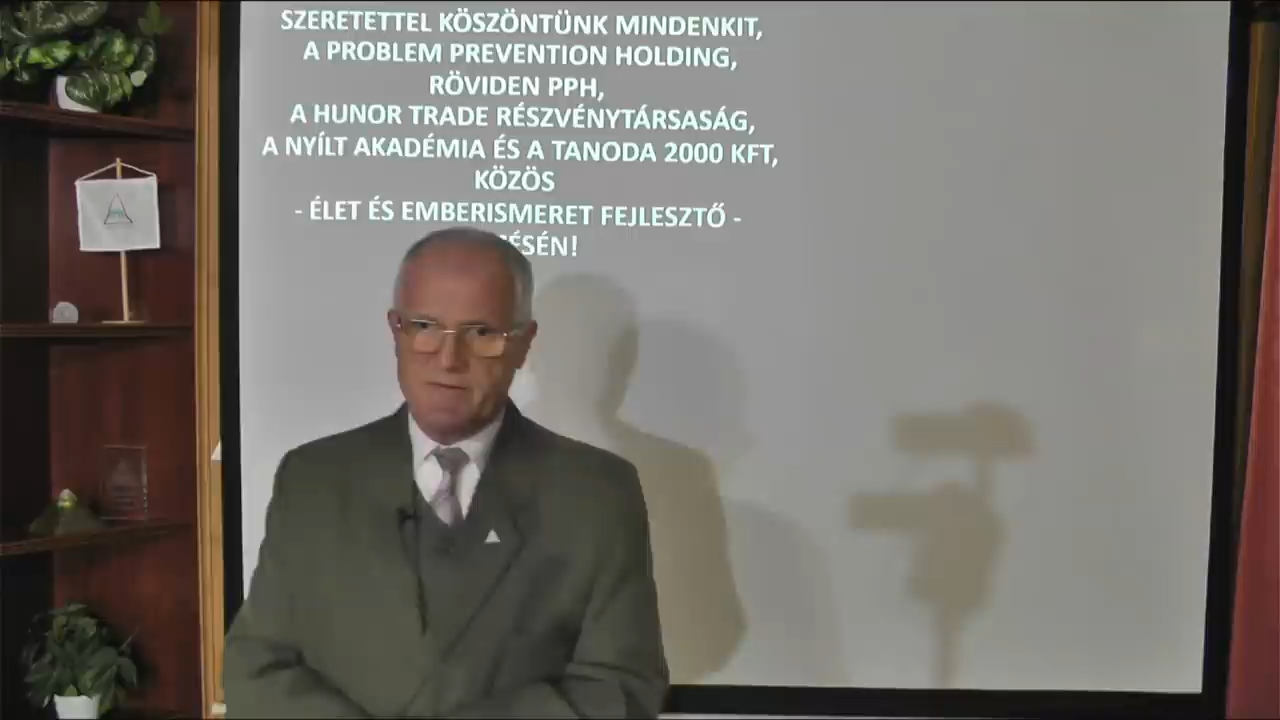 SZERETETTEL KÖSZÖNTÜNK MINDENKIT,
A PROBLEM PREVENTION HOLDING,
RÖVIDEN PPH,
A HUNOR TRADE RÉSZVÉNYTÁRSASÁG,
A NYÍLT AKADÉMIA ÉS A TANODA 2000 KFT,
KÖZÖS
- ÉLET ÉS EMBERISMERET FEJLESZTŐ -